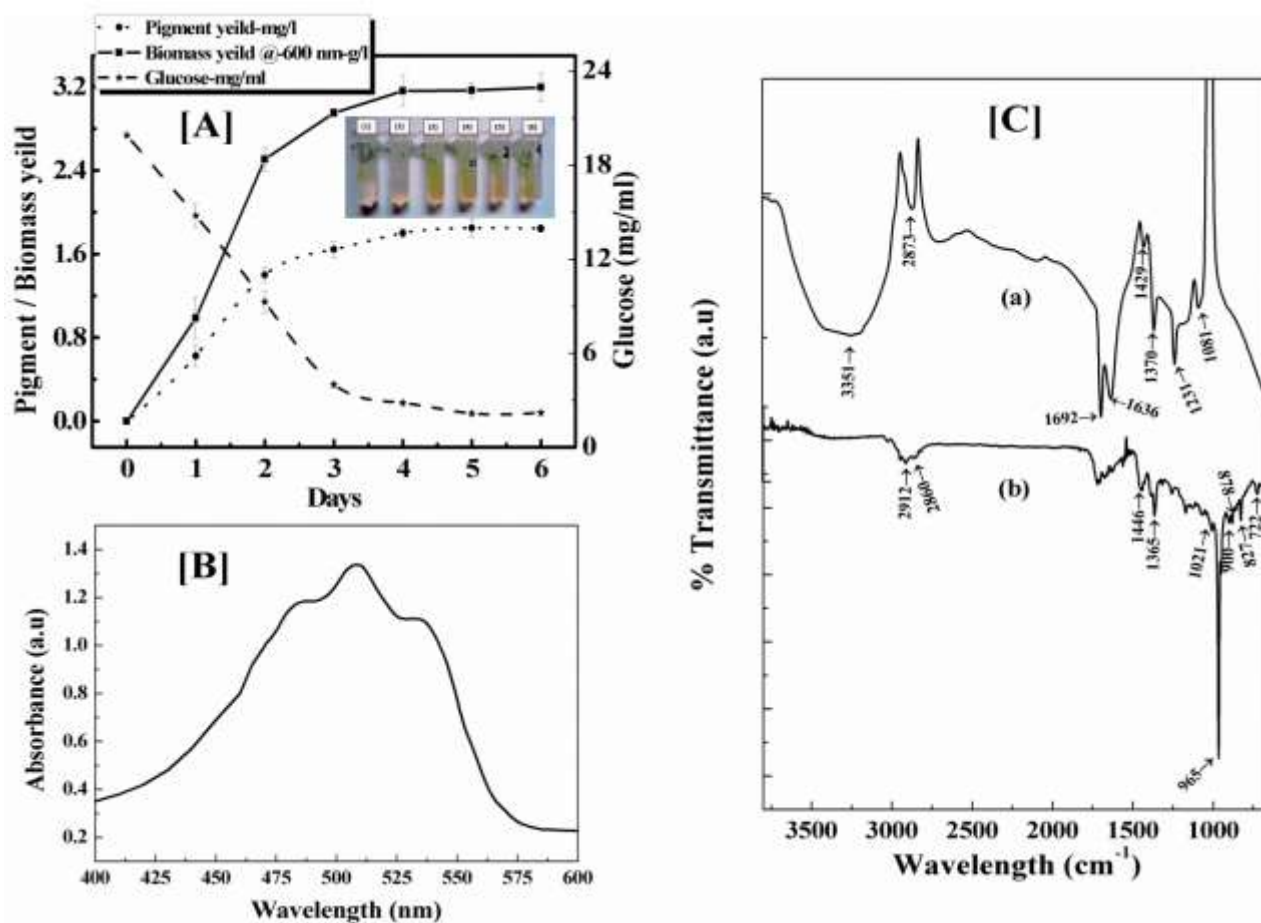 Pigment yeild-mg/l
Biomass yeild @-600 nm-g/l
Glucose-mg/ml
[A]
Pigment / Biomass yeild
3.2
2.4
1.6
0.8
0.0
24
18
12
6
0
Glucose (mg/ml)
0 1 2 3 4 5 6
Days
[B]
Absorbance (a.u)
1.4
1.2
1.0
0.8
0.6
0.4
0.2
400 425 450 475 500 525 550 575 600
Wavelength (nm)
[C]
% Transmittance (a.u)
(a)
3351
2873
1692
1636
1429
1370
1231
1081
(b)
2912
2860
1446
1365
1021
965
900
878
827
722
3500 3000 2500 2000 1500 1000
Wavelength (cm-1)